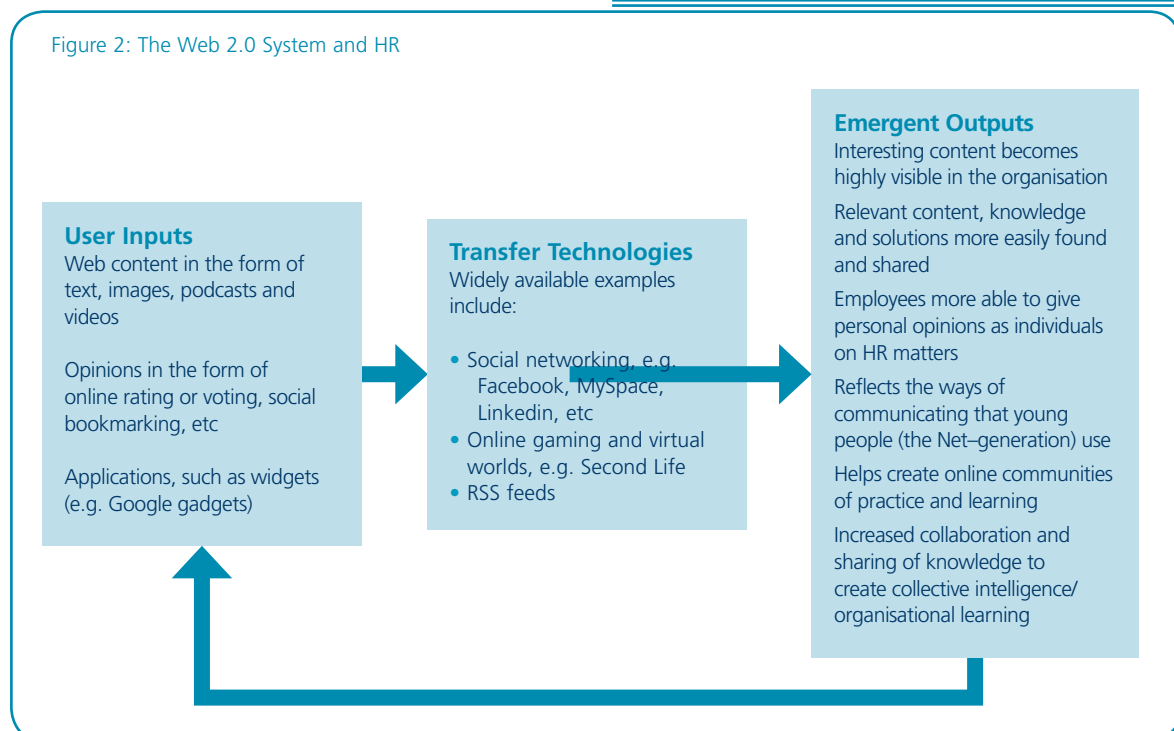 Figure 2: The Web 2.0 System and HR
User Inputs
Web content in the form of
text, images, podcasts and
videos
Opinions in the form of
online rating or voting, social
bookmarking, etc
Applications, such as widgets
(e.g. Google gadgets)
Transfer Technologies
Widely available examples
include:
• Social networking, e.g.
Facebook, MySpace,
Linkedin, etc
• Online gaming and virtual
worlds, e.g. Second Life
• RSS feeds
Emergent Outputs
Interesting content becomes
highly visible in the organisation
Relevant content, knowledge
and solutions more easily found
and shared
Employees more able to give
personal opinions as individuals
on HR matters
Reflects the ways of
communicating that young
people (the Net–generation) use
Helps create online communities
of practice and learning
Increased collaboration and
sharing of knowledge to
create collective intelligence/
organisational learning